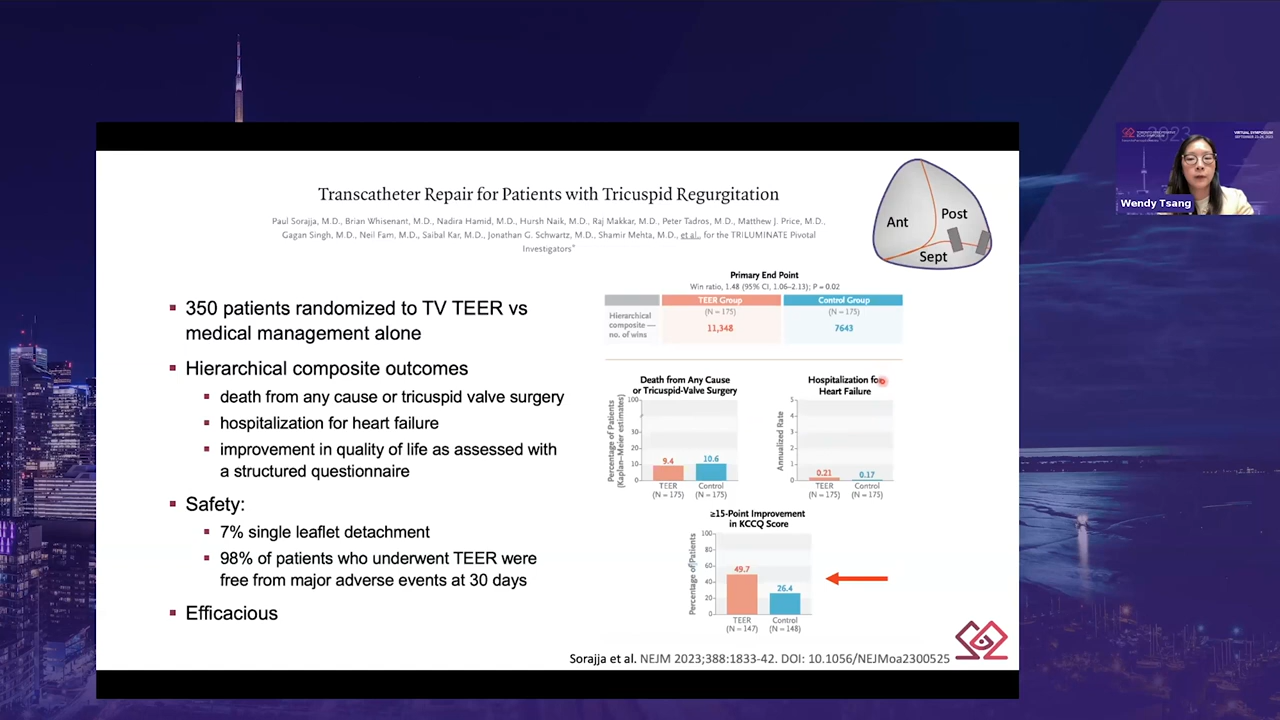 Transcatheter Repair for Patients with Tricuspid Regurgitation
Paul Sorajja, M.D., Brian Whisenant, M.D., Nadira Hamid, M.D., Hursh Naik, M.D., Raj Makkar, M.D., Peter Tadros, M.D., Matthew J. Price, M.D.,
Gagan Singh, M.D., Neil Fam, M.D., Saibal Kar, M.D., Jonathan G. Schwartz, M.D., Shamir Mehta, M.D., et al., for the TRILUMINATE Pivotal
Investigators*
Ant
Post
Sept
350 patients randomized to TV TEER vs
medical management alone
Hierarchical composite outcomes
death from any cause or tricuspid valve surgery
hospitalization for heart failure
improvement in quality of life as assessed with
a structured questionnaire
Safety:
7% single leaflet detachment
98% of patients who underwent TEER were
free from major adverse events at 30 days
Efficacious
Primary End Point
Win ratio, 1.48 (95% CI, 1.06–2.13); P = 0.02
TEER Group
Control Group
Hierarchical
composite —
no. of wins
(N = 175)
(N = 175)
11,348
7643
Death from Any Cause
or Tricuspid-Valve Surgery
Percentage of Patients
(Kaplan–Meier estimates)
100
30
20
10
0
9.4
10.6
TEER
(N = 175)
Control
(N = 175)
Hospitalization for
Heart Failure
Annualized Rate
5
4
3
2
1
0
0.21
0.17
TEER
(N = 175)
Control
(N = 175)
≥15-Point Improvement
in KCCQ Score
Percentage of Patients
100
80
60
40
20
0
49.7
26.4
TEER
(N = 147)
Control
(N = 148)
Sorajja et al. NEJM 2023;388:1833-42. DOI: 10.1056/NEJMoa2300525
2023
Wendy Tsang